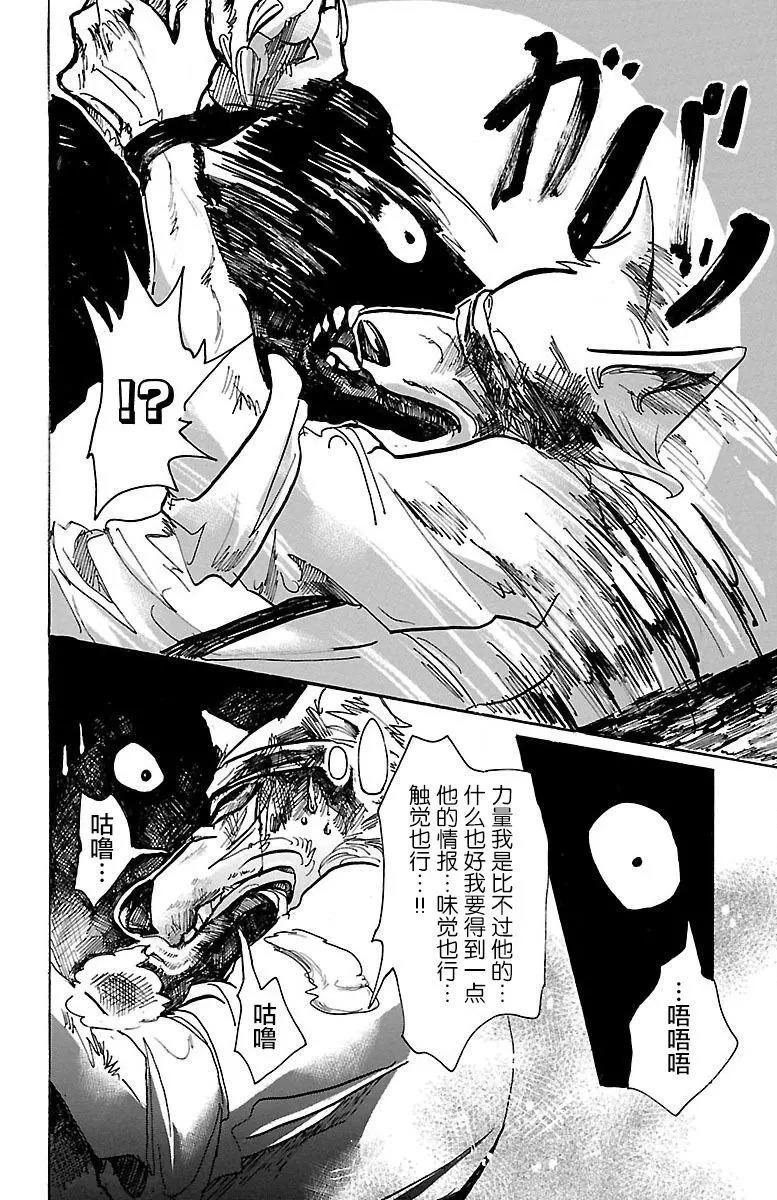 ガバッ
!?
…唔唔唔
力量我是比不过他的…
什么也好我要得到一点
他的情报…味觉也行…
触觉也行…!!
咕噜…
咕噜